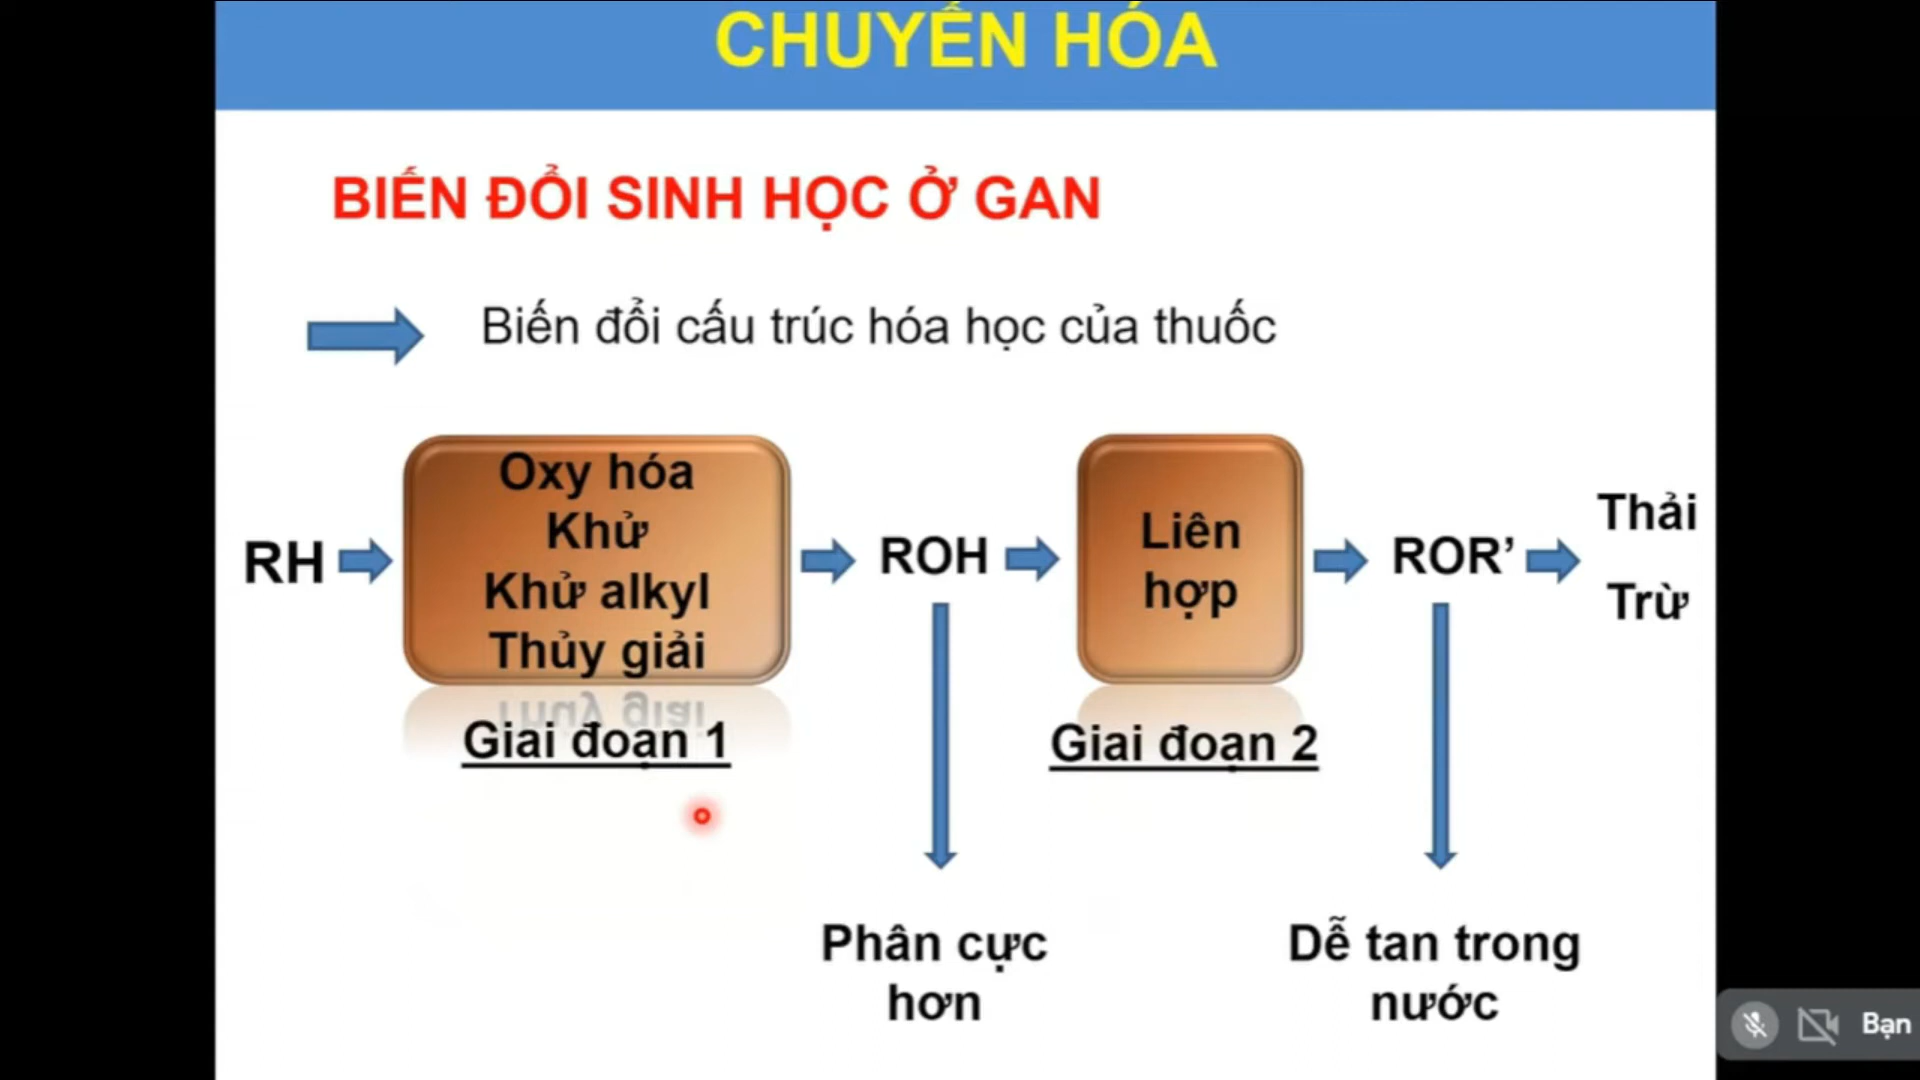 CHUYỂN HÓA
BIẾN ĐỔI SINH HỌC Ở GAN
Biến đổi cấu trúc hóa học của thuốc
RH
Oxy hóa
Khử
Khử alkyl
Thủy giải
Giai đoạn 1
ROH
Liên
hợp
Giai đoạn 2
ROR’
Thải
Trừ
Phân cực
hơn
Dễ tan trong
nước
Bạn